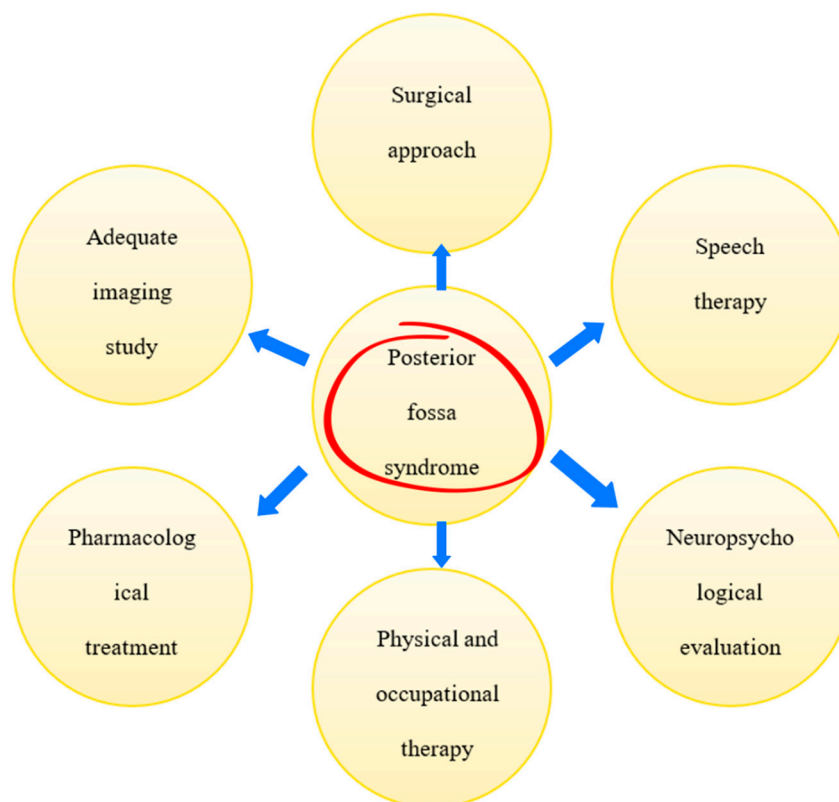 Surgical
approach
Adequate
imaging
study
Speech
therapy
Posterior
fossa
syndrome
Pharmacolog
ical
treatment
Neuropsycho
logical
evaluation
Physical and
occupational
therapy